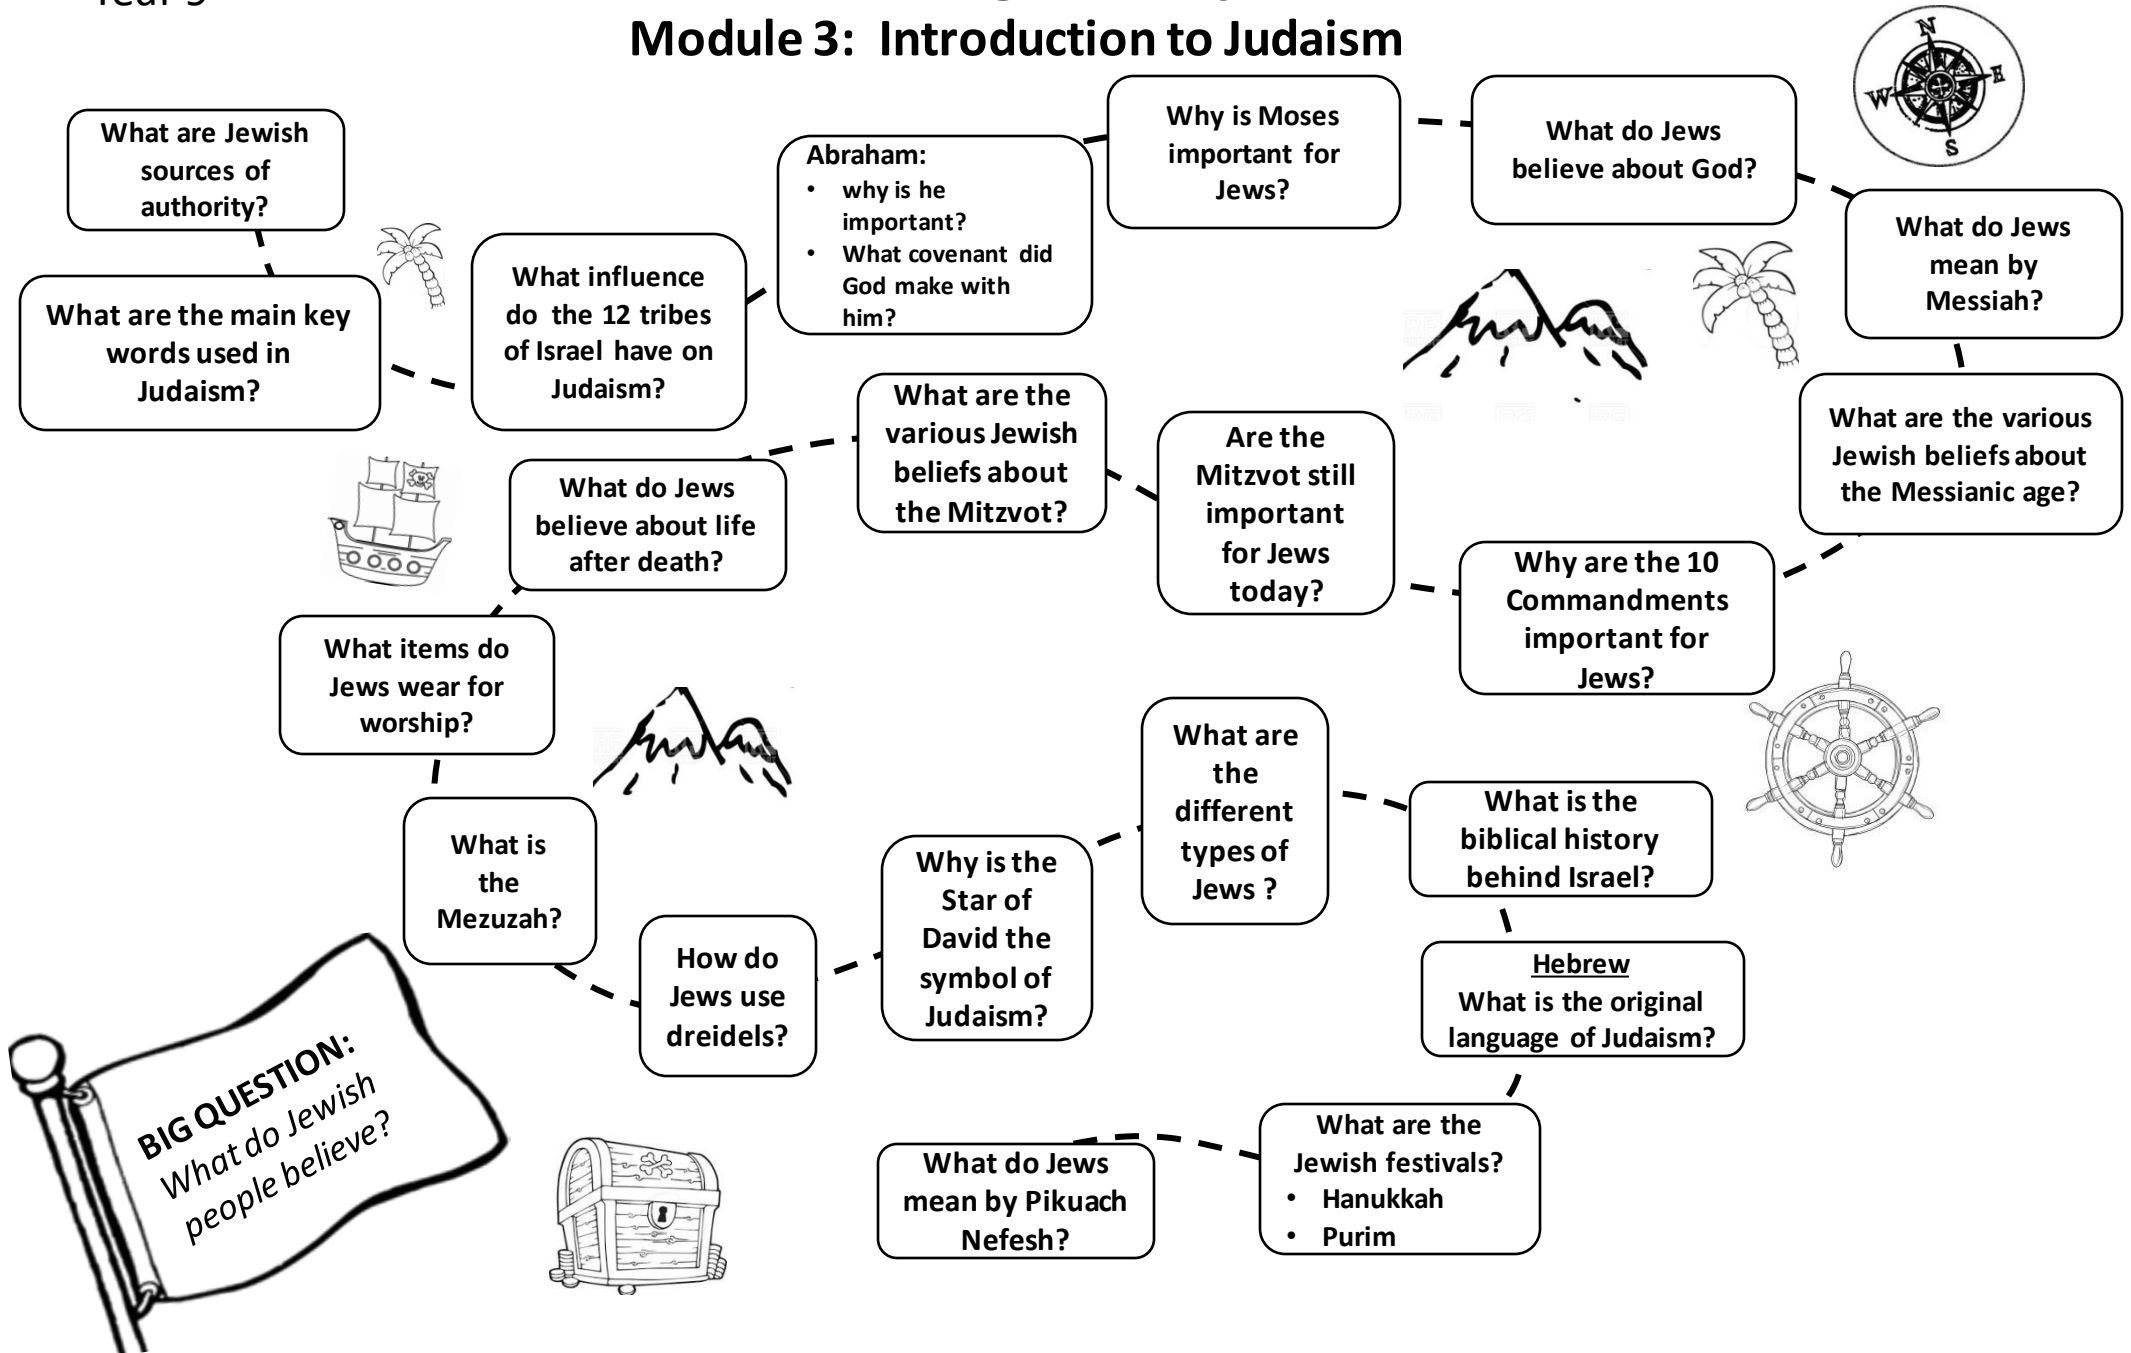 Module 3: Introduction to Judaism
What are Jewish
sources of
authority?
What are the main key
words used in
Judaism?
What influence
do the 12 tribes
of Israel have on
Judaism?
Abraham:
• why is he
important?
• What covenant did
God make with
him?
Why is Moses
important for
Jews?
What do Jews
believe about God?
N
W
E
S
What do Jews
mean by
Messiah?
What are the various
Jewish beliefs about
the Messianic age?
Why are the 10
Commandments
important for
Jews?
Are the
Mitzvot still
important
for Jews
today?
What are the
various Jewish
beliefs about
the Mitzvot?
What do Jews
believe about life
after death?
What items do
Jews wear for
worship?
What is
the
Mezuzah?
How do
Jews use
dreidels?
Why is the
Star of
David the
symbol of
Judaism?
What are
the
different
types of
Jews ?
What is the
biblical history
behind Israel?
Hebrew
What is the original
language of Judaism?
What are the
Jewish festivals?
• Hanukkah
• Purim
What do Jews
mean by Pikuach
Nefesh?
BIG QUESTION:
What do Jewish
people believe?